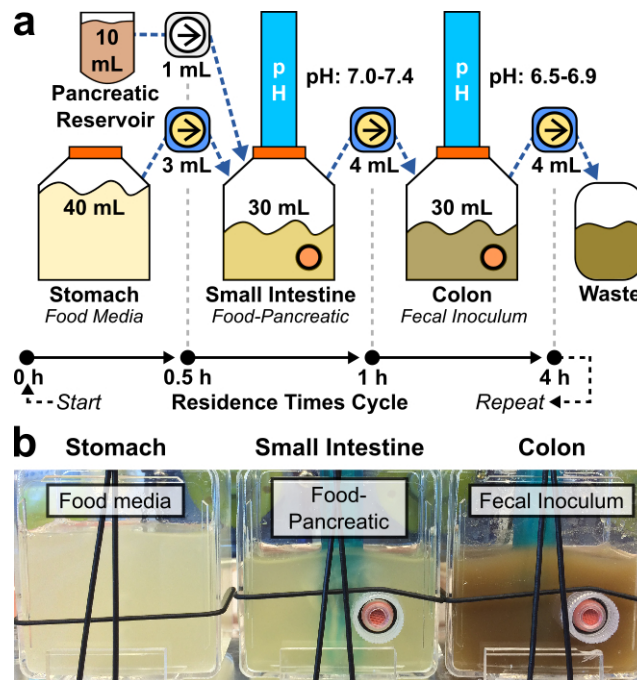 a
10
mL
1 mL
Pancreatic
Reservoir
3 mL
pH
pH: 7.0-7.4
4 mL
pH
pH: 6.5-6.9
4 mL
40 mL
30 mL
30 mL
Stomach
Food Media
Small Intestine
Food-Pancreatic
Colon
Fecal Inoculum
Waste
0 h
0.5 h
1 h
4 h
Start
Residence Times Cycle
Repeat
b
Stomach
Small Intestine
Colon
Food media
Food-
Pancreatic
Fecal Inoculum